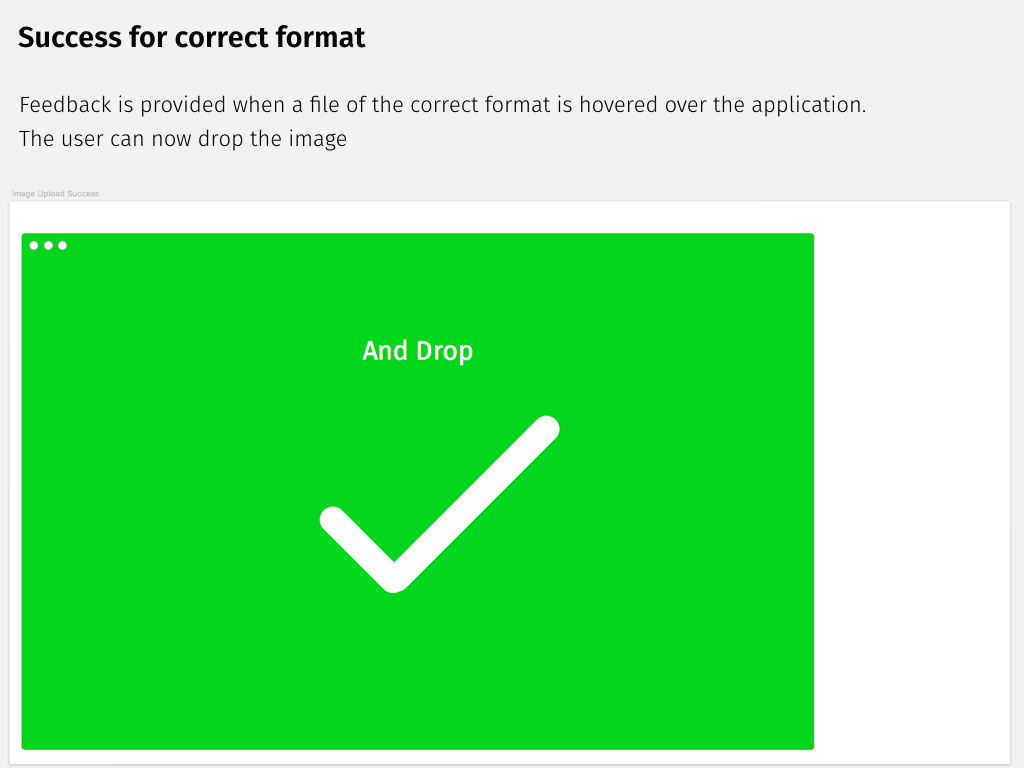 Success for correct format
Feedback is provided when a file of the correct format is hovered over the application.
The user can now drop the image
Image Upload Success
And Drop